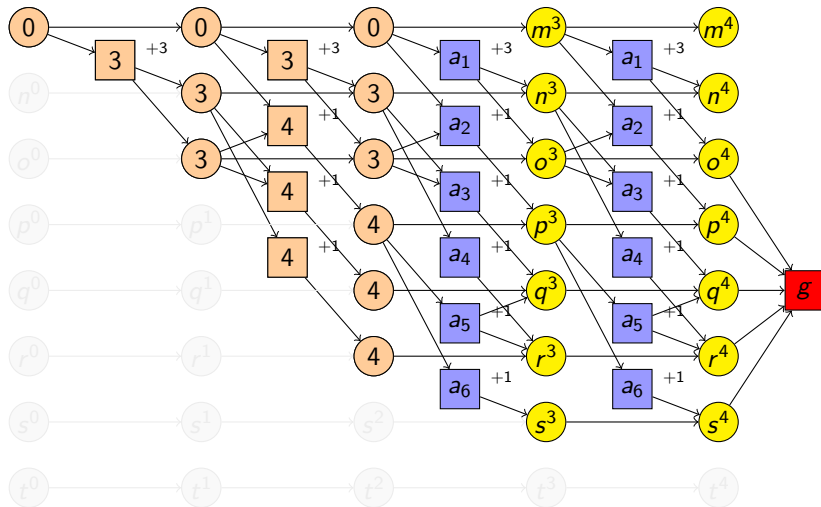 0 0 0 m³ m⁴
3 +3 3 +3 a₁ +3 a₁ +3
n⁰ 3 3 n³ n⁴
4 +1 a₂ +1 a₂ +1
o⁰ 3 3 o³ o⁴
4 +1 a₃ +1 a₃ +1
p⁰ p¹ 4 p³ p⁴
4 +1 a₄ a₄
q⁰ q¹ 4 q³ q⁴ g
a₅ +1 a₅ +1
r⁰ r¹ 4 r³ r⁴
a₆ +1 a₆ +1
s⁰ s¹ s² s³ s⁴
t⁰ t¹ t² t³ t⁴